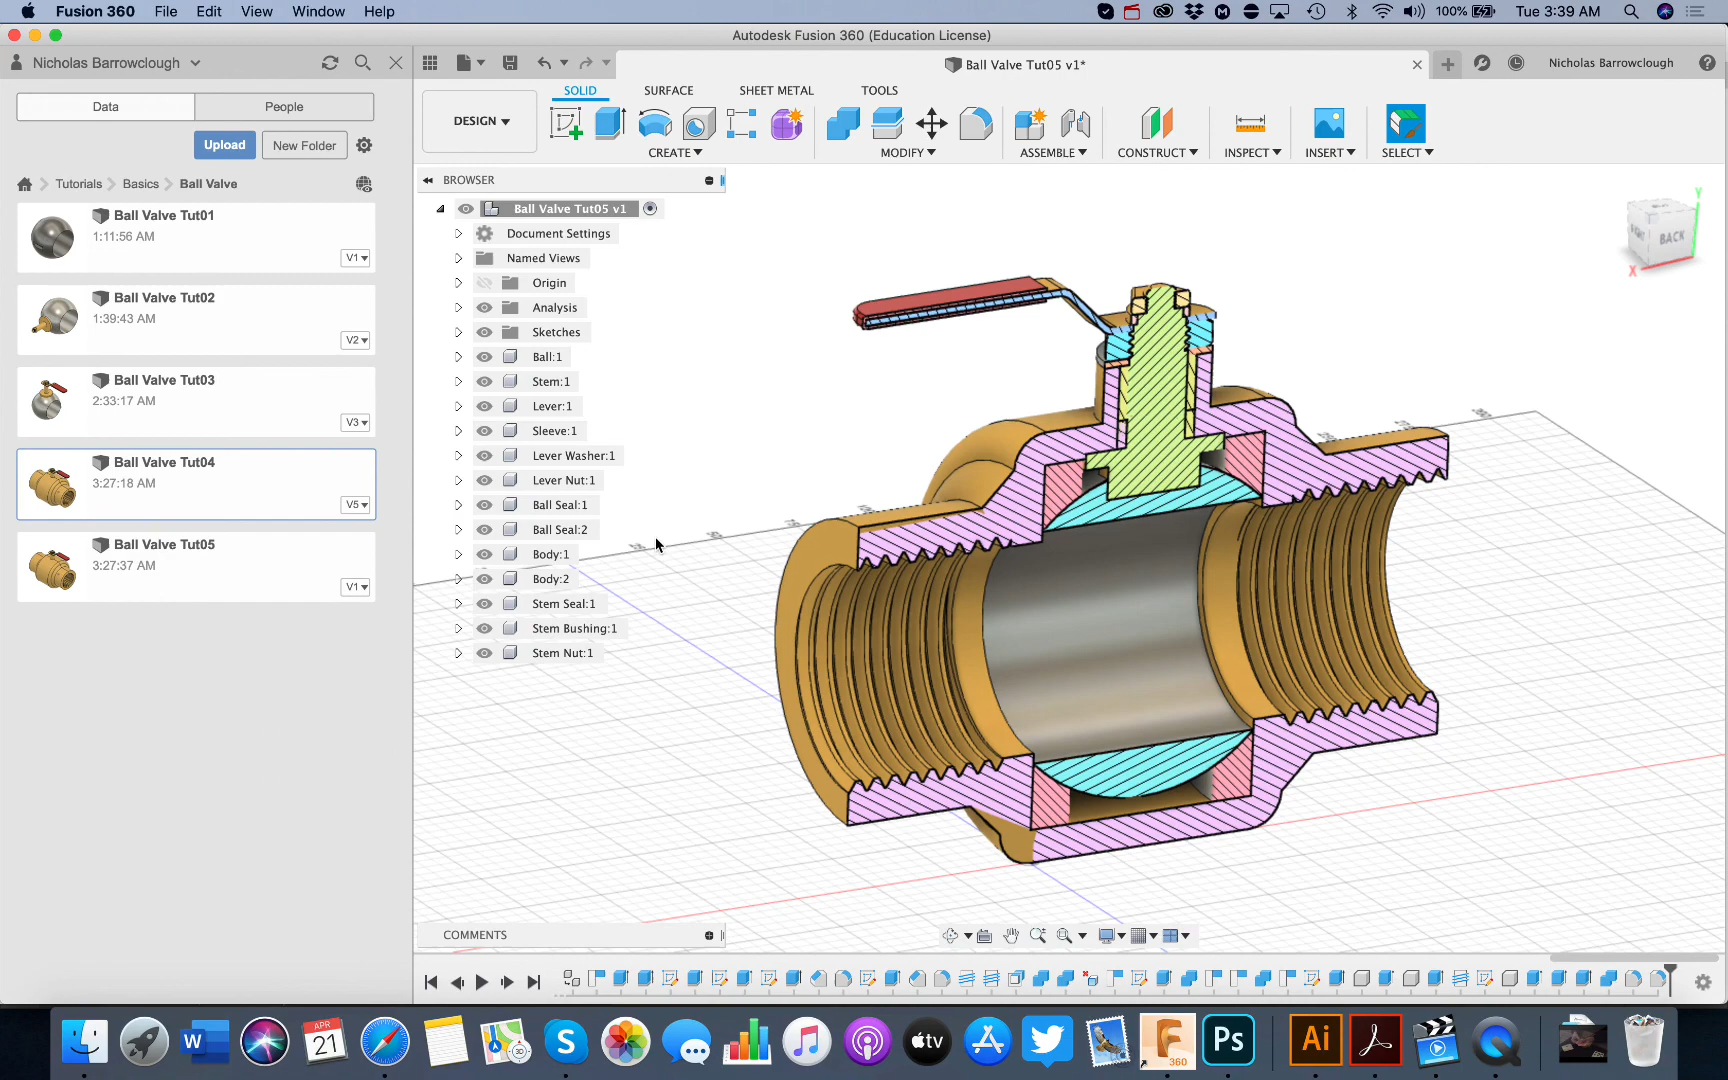 Fusion 360 File Edit View Window Help 100% Tue 3:39 AM
Autodesk Fusion 360 (Education License)
Nicholas Barrowclough
Ball Valve Tut05 v1*
Nicholas Barrowclough
Data People
Upload New Folder
Tutorials Basics Ball Valve
Ball Valve Tut01
1:11:56 AM
V1
Ball Valve Tut02
1:39:43 AM
V2
Ball Valve Tut03
2:33:17 AM
V3
Ball Valve Tut04
3:27:18 AM
V5
Ball Valve Tut05
3:27:37 AM
V1
SOLID SURFACE SHEET METAL TOOLS
DESIGN
CREATE MODIFY ASSEMBLE CONSTRUCT INSPECT INSERT SELECT
BROWSER
Ball Valve Tut05 v1
Document Settings
Named Views
Origin
Analysis
Sketches
Ball:1
Stem:1
Lever:1
Sleeve:1
Lever Washer:1
Lever Nut:1
Ball Seal:1
Ball Seal:2
Body:1
Body:2
Stem Seal:1
Stem Bushing:1
Stem Nut:1
Y
BACK
X
COMMENTS
W
APR
21
S
tv
360
Ps
Ai